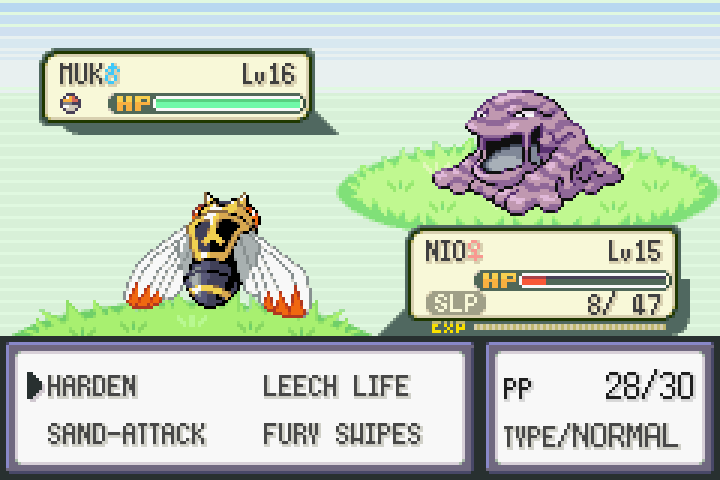 MUK♂ Lv16
HP
NIO♀ Lv15
HP
SLP 8/ 47
EXP
HARDEN LEECH LIFE PP 28/30
SAND-ATTACK FURY SWIPES TYPE/NORMAL